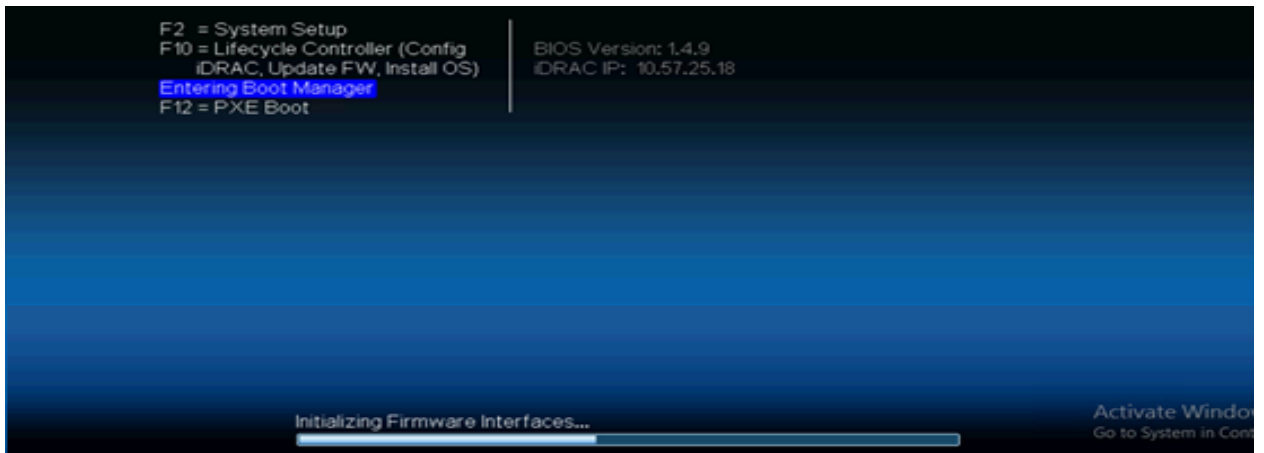 F2 = System Setup
F10 = Lifecycle Controller (Config
iDRAC, Update FW, Install OS)
Entering Boot Manager
F12 = PXE Boot
BIOS Version: 1.4.9
iDRAC IP: 10.57.25.18
Initializing Firmware Interfaces...
Activate Windo
Go to System in Cont